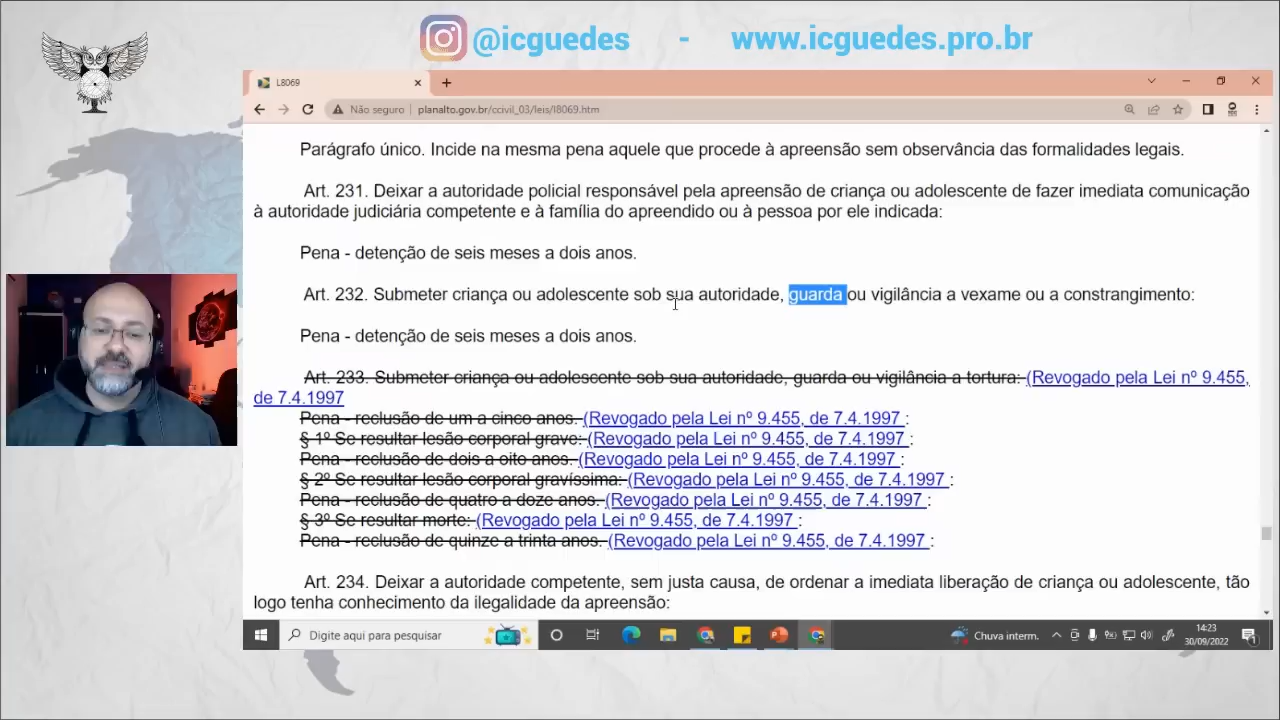 @icguedes - www.icguedes.pro.br
L8069
Não seguro | planalto.gov.br/ccivil_03/leis/l8069.htm
Parágrafo único. Incide na mesma pena aquele que procede à apreensão sem observância das formalidades legais.
Art. 231. Deixar a autoridade policial responsável pela apreensão de criança ou adolescente de fazer imediata comunicação
à autoridade judiciária competente e à família do apreendido ou à pessoa por ele indicada:
Pena - detenção de seis meses a dois anos.
Art. 232. Submeter criança ou adolescente sob sua autoridade, guarda ou vigilância a vexame ou a constrangimento:
Pena - detenção de seis meses a dois anos.
Art. 233. Submeter criança ou adolescente sob sua autoridade, guarda ou vigilância a tortura: (Revogado pela Lei nº 9.455,
de 7.4.1997
Pena - reclusão de um a cinco anos. (Revogado pela Lei nº 9.455, de 7.4.1997 :
§ 1º Se resultar lesão corporal grave: (Revogado pela Lei nº 9.455, de 7.4.1997 :
Pena - reclusão de dois a oito anos. (Revogado pela Lei nº 9.455, de 7.4.1997 :
§ 2º Se resultar lesão corporal gravíssima: (Revogado pela Lei nº 9.455, de 7.4.1997 :
Pena - reclusão de quatro a doze anos. (Revogado pela Lei nº 9.455, de 7.4.1997 :
§ 3º Se resultar morte: (Revogado pela Lei nº 9.455, de 7.4.1997 :
Pena - reclusão de quinze a trinta anos. (Revogado pela Lei nº 9.455, de 7.4.1997 :
Art. 234. Deixar a autoridade competente, sem justa causa, de ordenar a imediata liberação de criança ou adolescente, tão
logo tenha conhecimento da ilegalidade da apreensão:
Digite aqui para pesquisar
Chuva interm.
14:23
30/09/2022